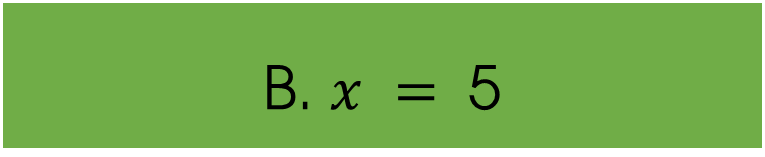 B. x = 5